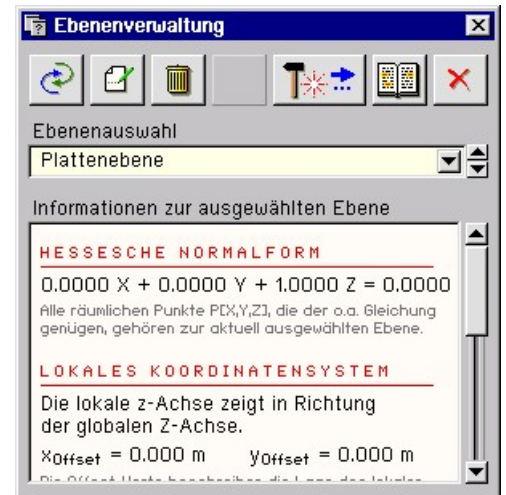 Ebenenverwaltung
Ebenenauswahl
Plattenebene
Informationen zur ausgewählten Ebene
HESSESCHE NORMALFORM
0.0000 X + 0.0000 Y + 1.0000 Z = 0.0000
Alle räumlichen Punkte P[X,Y,Z], die der o.a. Gleichung
genügen, gehören zur aktuell ausgewählten Ebene.
LOKALES KOORDINATENSYSTEM
Die lokale z-Achse zeigt in Richtung
der globalen Z-Achse.
xOffset = 0.000 m yOffset = 0.000 m